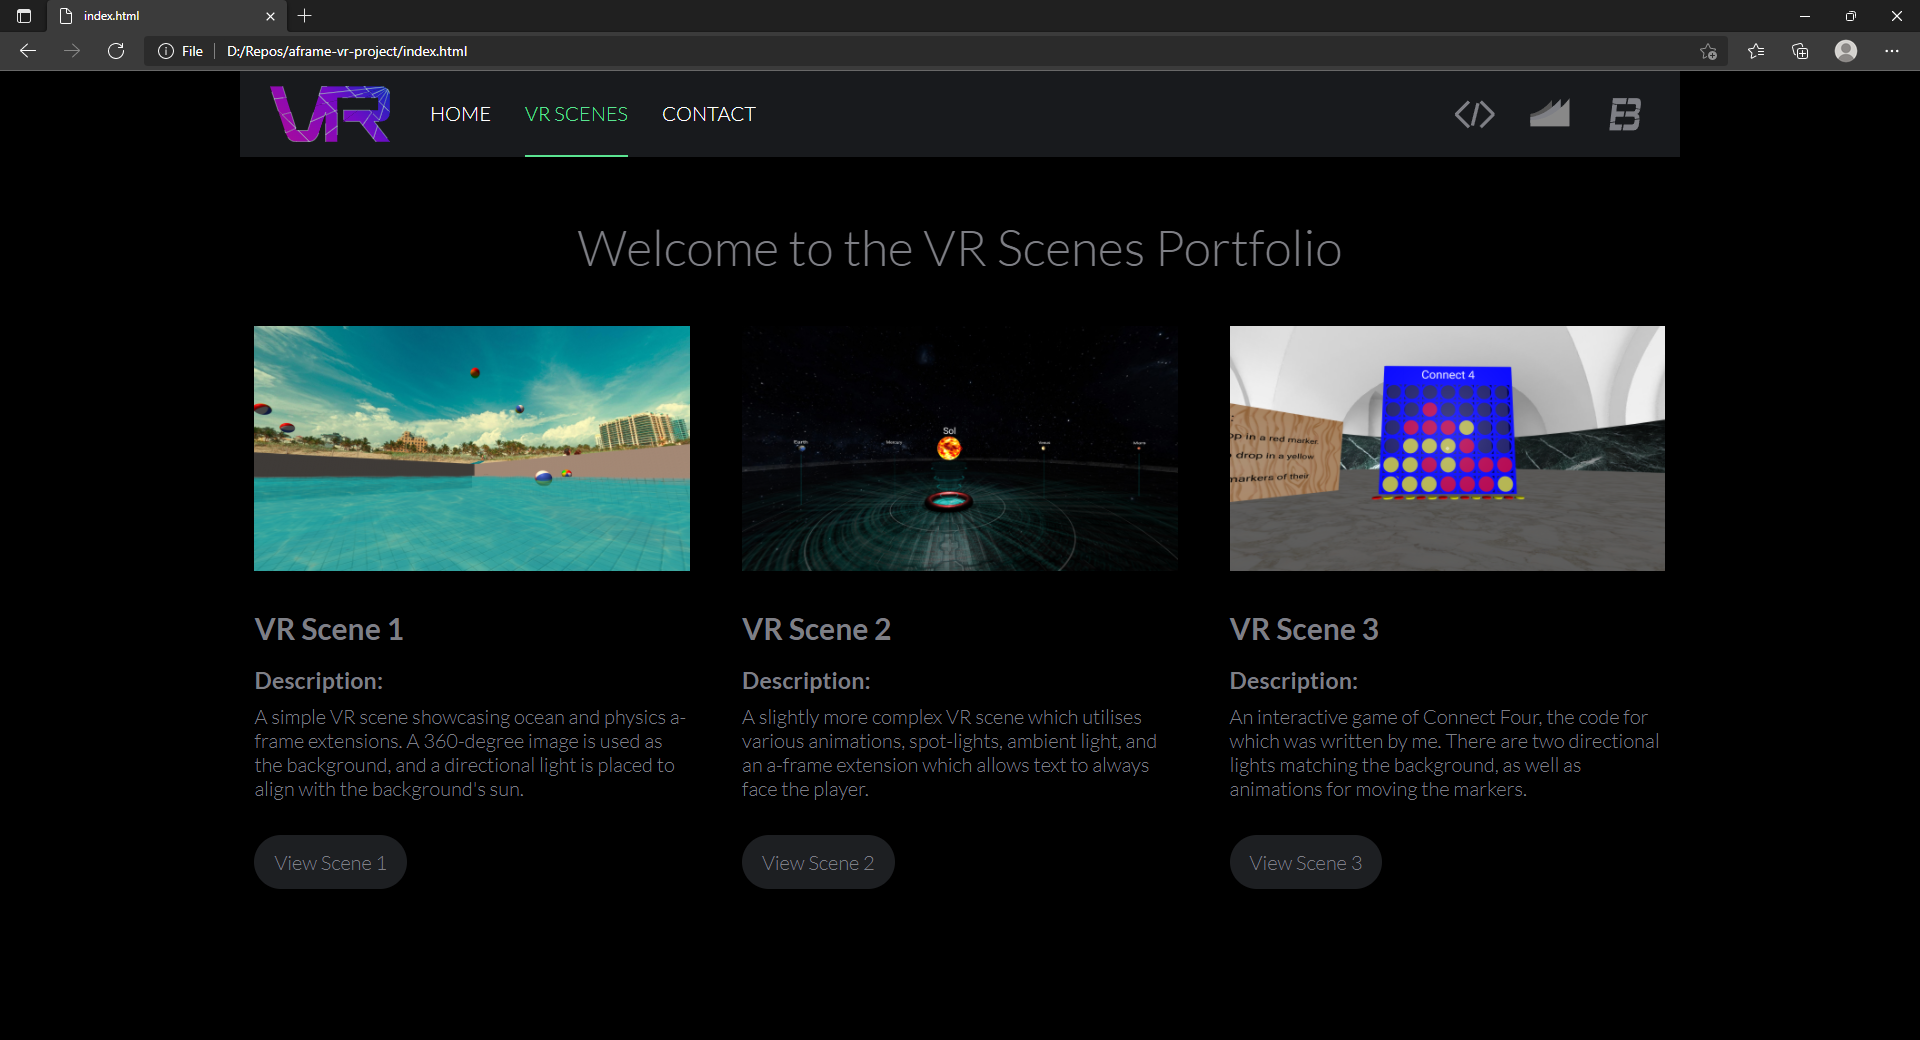 index.html
File D:/Repos/aframe-vr-project/index.html
VR HOME VR SCENES CONTACT
Welcome to the VR Scenes Portfolio
Connect 4
Sol
Earth
Mercury
Venus
op in a red marker
drop in a yellow
markers of their
VR Scene 1
Description:
A simple VR scene showcasing ocean and physics a-
frame extensions. A 360-degree image is used as
the background, and a directional light is placed to
align with the background's sun.
View Scene 1
VR Scene 2
Description:
A slightly more complex VR scene which utilises
various animations, spot-lights, ambient light, and
an a-frame extension which allows text to always
face the player.
View Scene 2
VR Scene 3
Description:
An interactive game of Connect Four, the code for
which was written by me. There are two directional
lights matching the background, as well as
animations for moving the markers.
View Scene 3